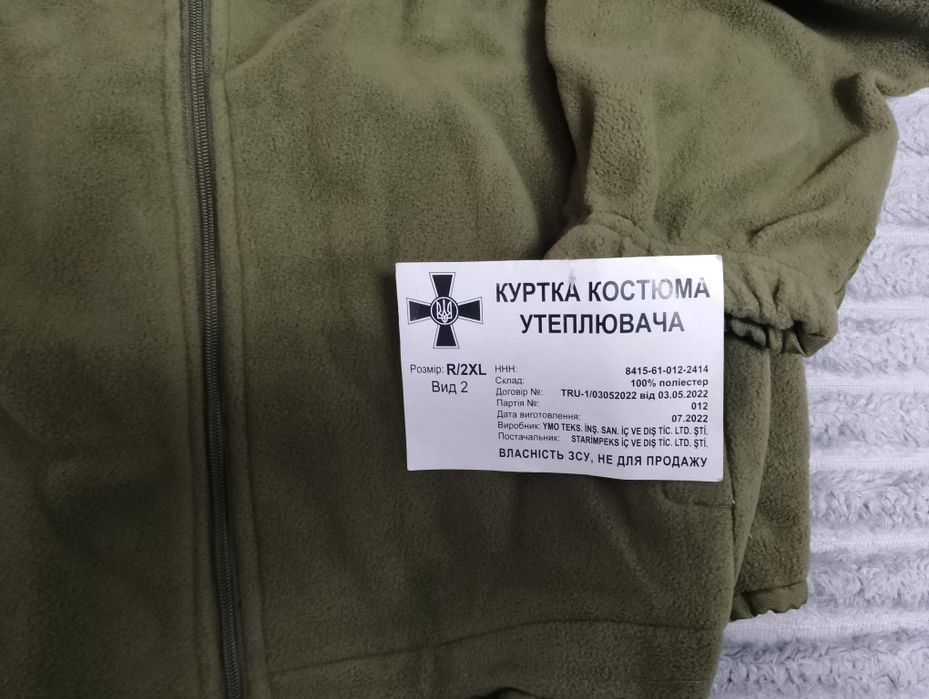 КУРТКА КОСТЮМА
УТЕПЛЮВАЧА
Розмір: R/2XL
Вид 2
ННН: 8415-61-012-2414
Склад: 100% поліестер
Договір №: TRU-1/03052022 від 03.05.2022
Партія №: 012
Дата виготовлення: 07.2022
Виробник: YMO TEKS. İNŞ. SAN. İÇ VE DIŞ TİC. LTD. ŞTİ.
Постачальник: STARİMPEKS İÇ VE DIŞ TİC. LTD. ŞTİ.
ВЛАСНІСТЬ ЗСУ, НЕ ДЛЯ ПРОДАЖУ